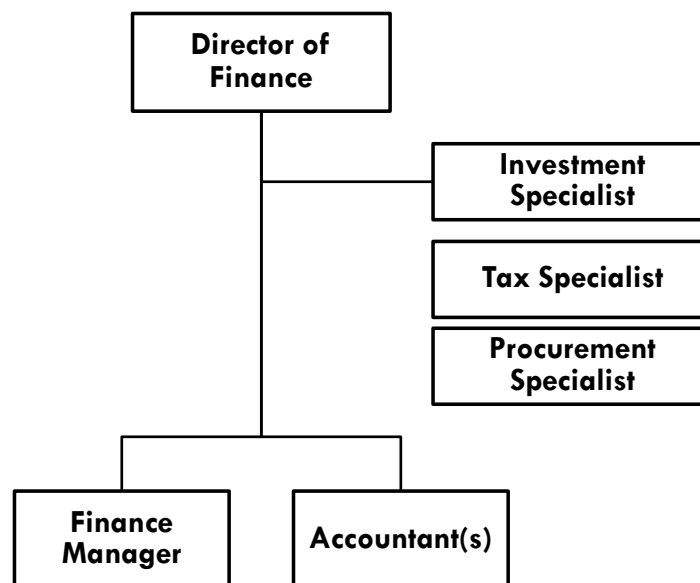 Director of
Finance
Investment
Specialist
Tax Specialist
Procurement
Specialist
Finance
Manager
Accountant(s)